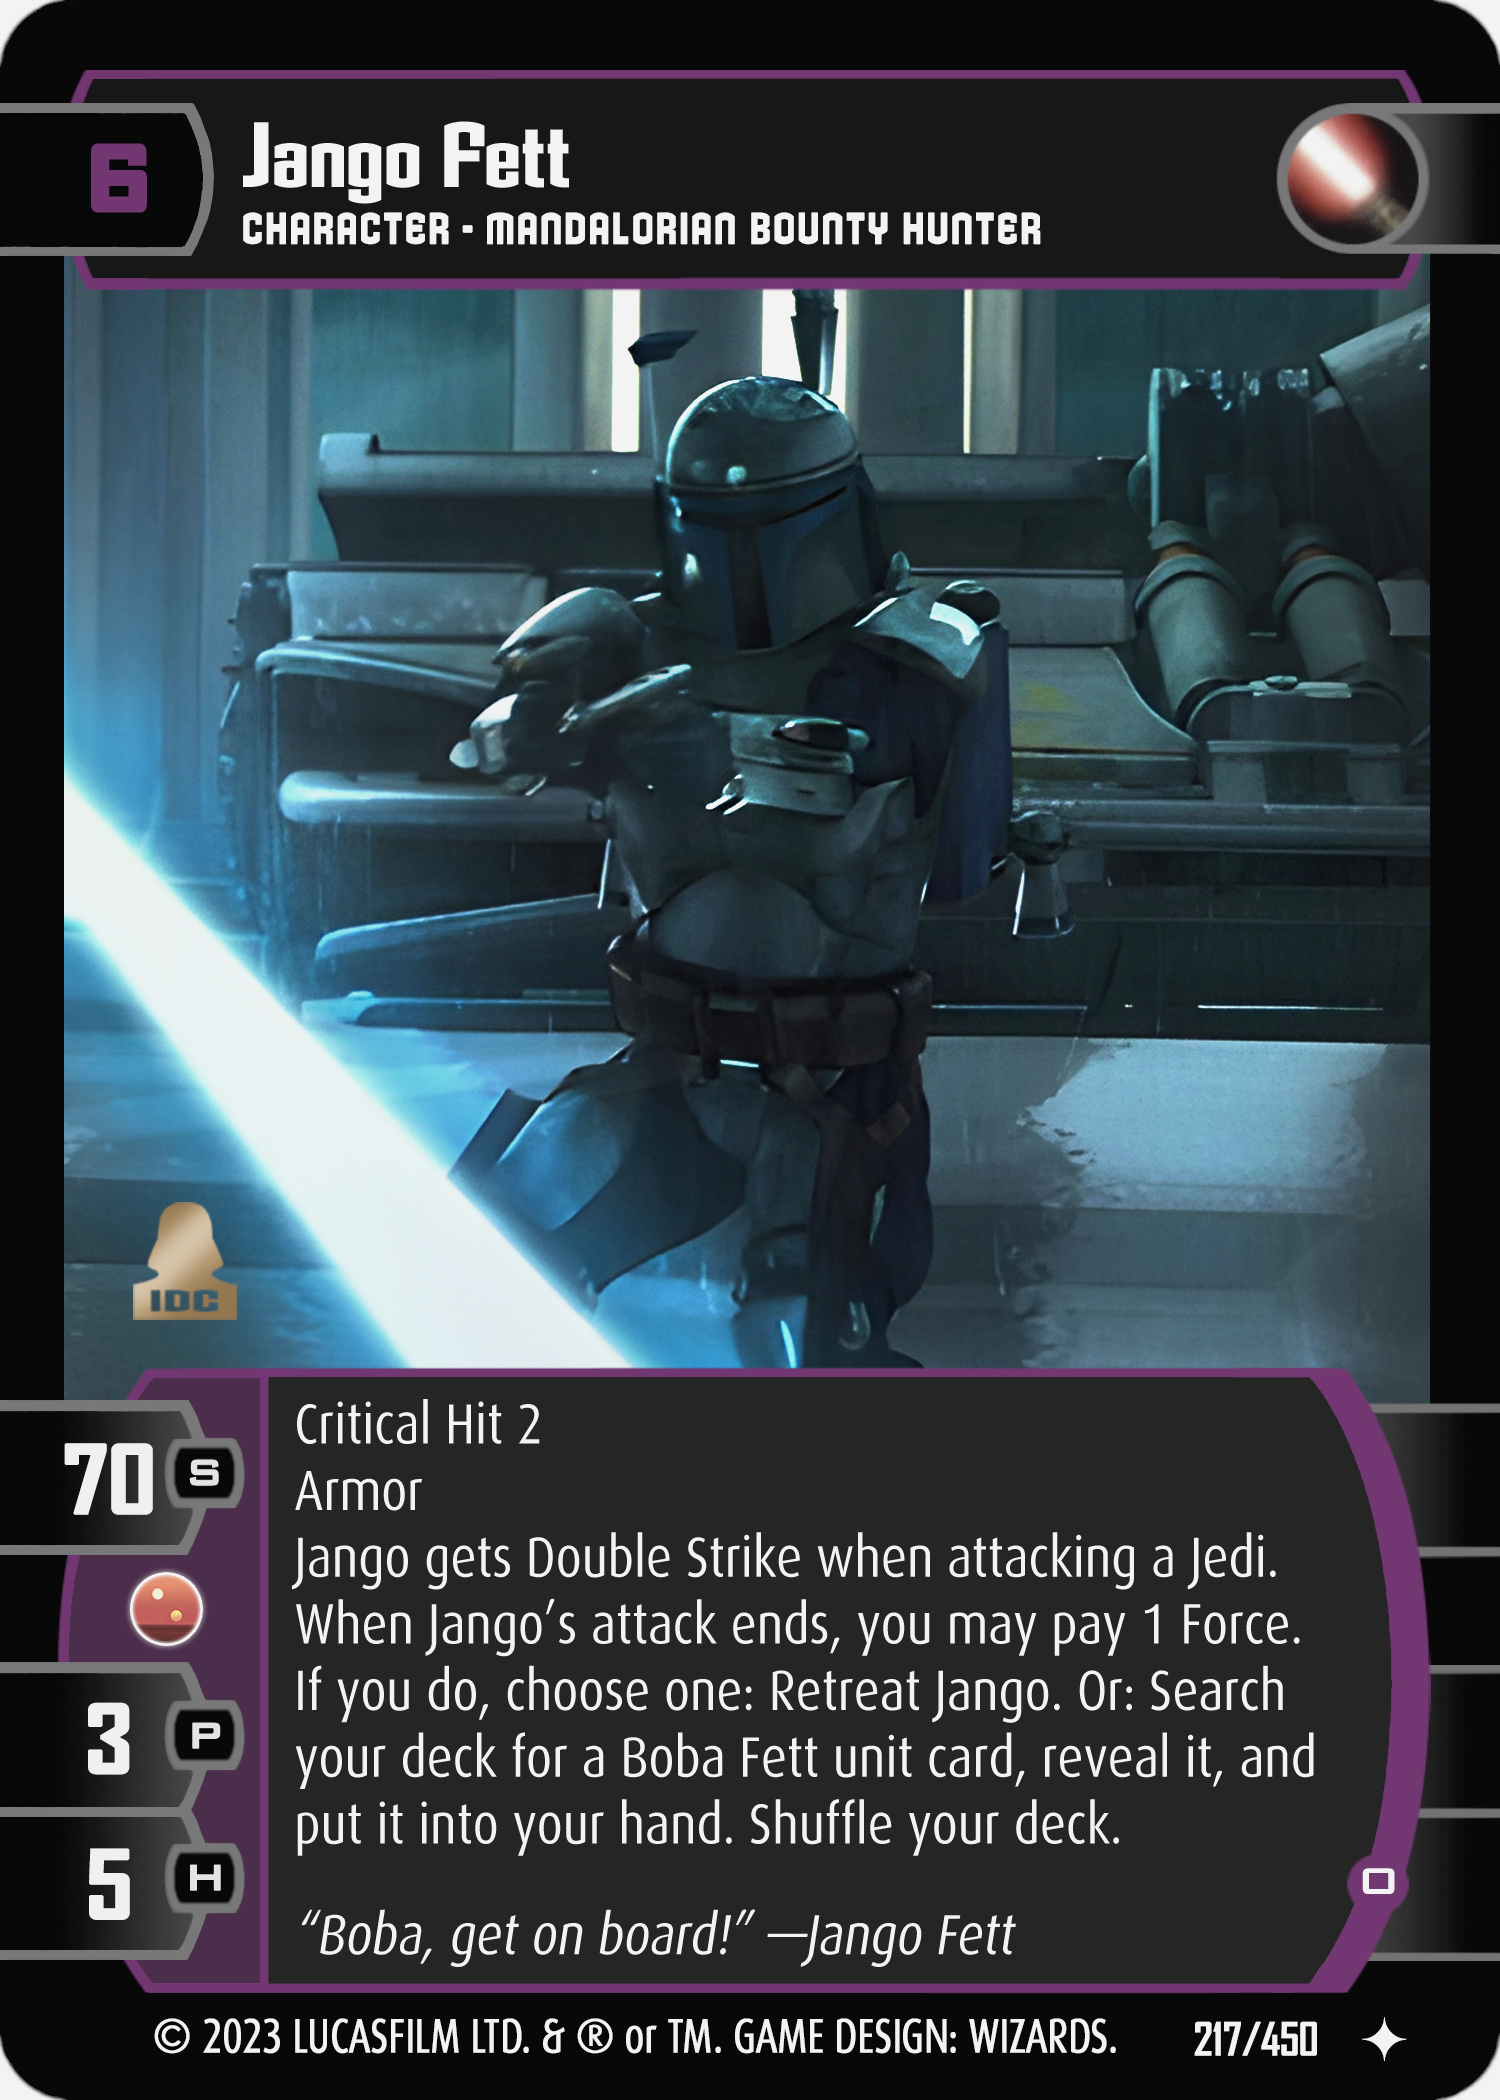 6
Jango Fett
CHARACTER - MANDALORIAN BOUNTY HUNTER
IDC
70 S
3 P
5 H
Critical Hit 2
Armor
Jango gets Double Strike when attacking a Jedi.
When Jango’s attack ends, you may pay 1 Force.
If you do, choose one: Retreat Jango. Or: Search
your deck for a Boba Fett unit card, reveal it, and
put it into your hand. Shuffle your deck.
“Boba, get on board!” —Jango Fett
© 2023 LUCASFILM LTD. & ® or TM. GAME DESIGN: WIZARDS.
217/450